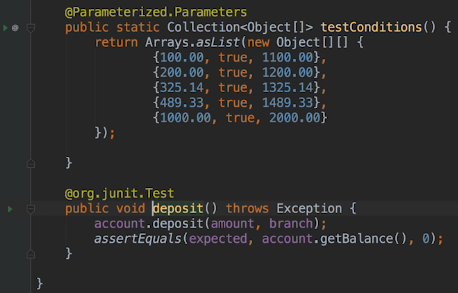 @Parameterized.Parameters
public static Collection<Object[]> testConditions() {
return Arrays.asList(new Object[][] {
{100.00, true, 1100.00},
{200.00, true, 1200.00},
{325.14, true, 1325.14},
{489.33, true, 1489.33},
{1000.00, true, 2000.00}
});
}
@org.junit.Test
public void deposit() throws Exception {
account.deposit(amount, branch);
assertEquals(expected, account.getBalance(), 0);
}
}